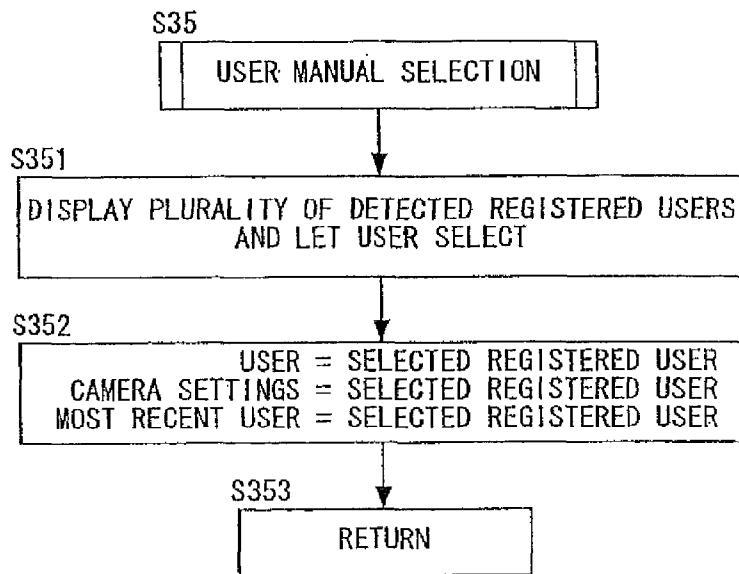 S35
USER MANUAL SELECTION
S351
DISPLAY PLURALITY OF DETECTED REGISTERED USERS
AND LET USER SELECT
S352
USER = SELECTED REGISTERED USER
CAMERA SETTINGS = SELECTED REGISTERED USER
MOST RECENT USER = SELECTED REGISTERED USER
S353
RETURN